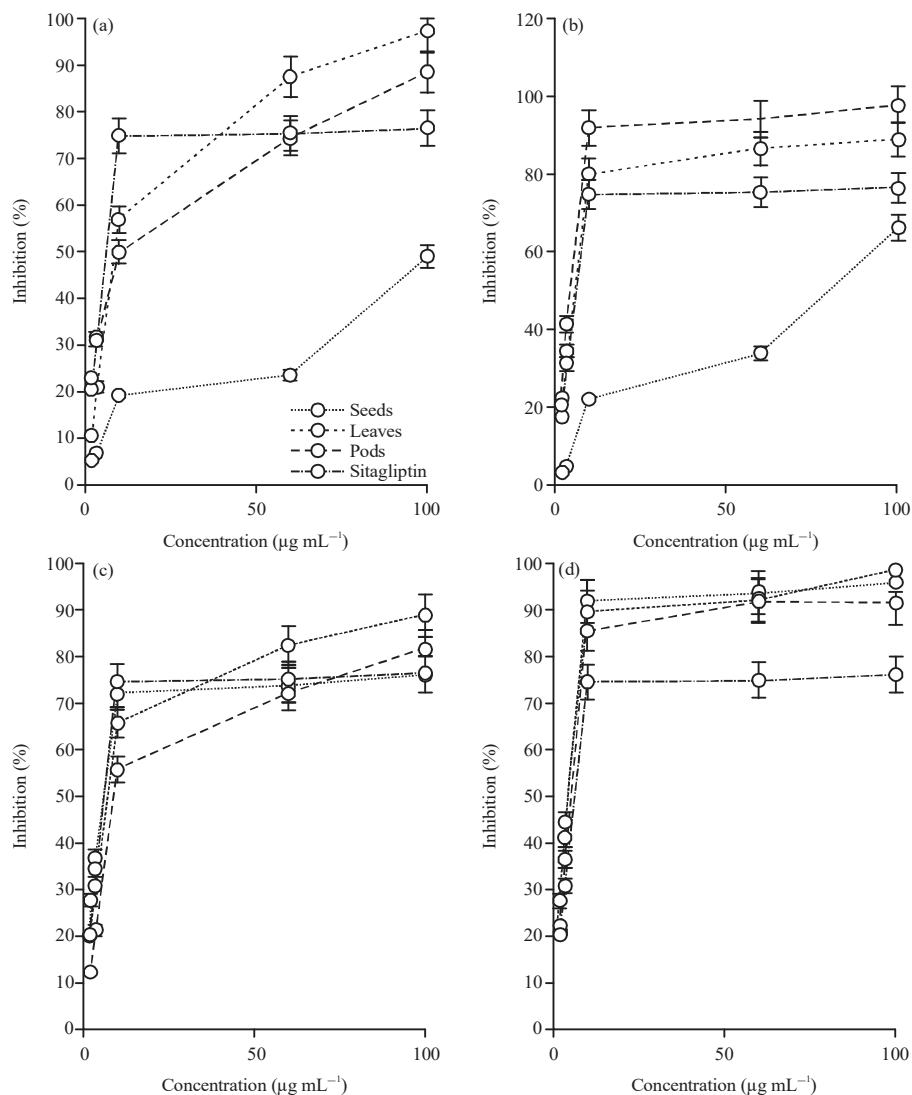 (a)
100
90
80
70
60
50
40
30
20
10
0
Inhibition (%)
Seeds
Leaves
Pods
Sitagliptin
0 50 100
Concentration (µg mL⁻¹)
(b)
120
100
80
60
40
20
0
Inhibition (%)
0 50 100
Concentration (µg mL⁻¹)
(c)
100
90
80
70
60
50
40
30
20
10
0
Inhibition (%)
0 50 100
Concentration (µg mL⁻¹)
(d)
100
90
80
70
60
50
40
30
20
10
0
Inhibition (%)
0 50 100
Concentration (µg mL⁻¹)